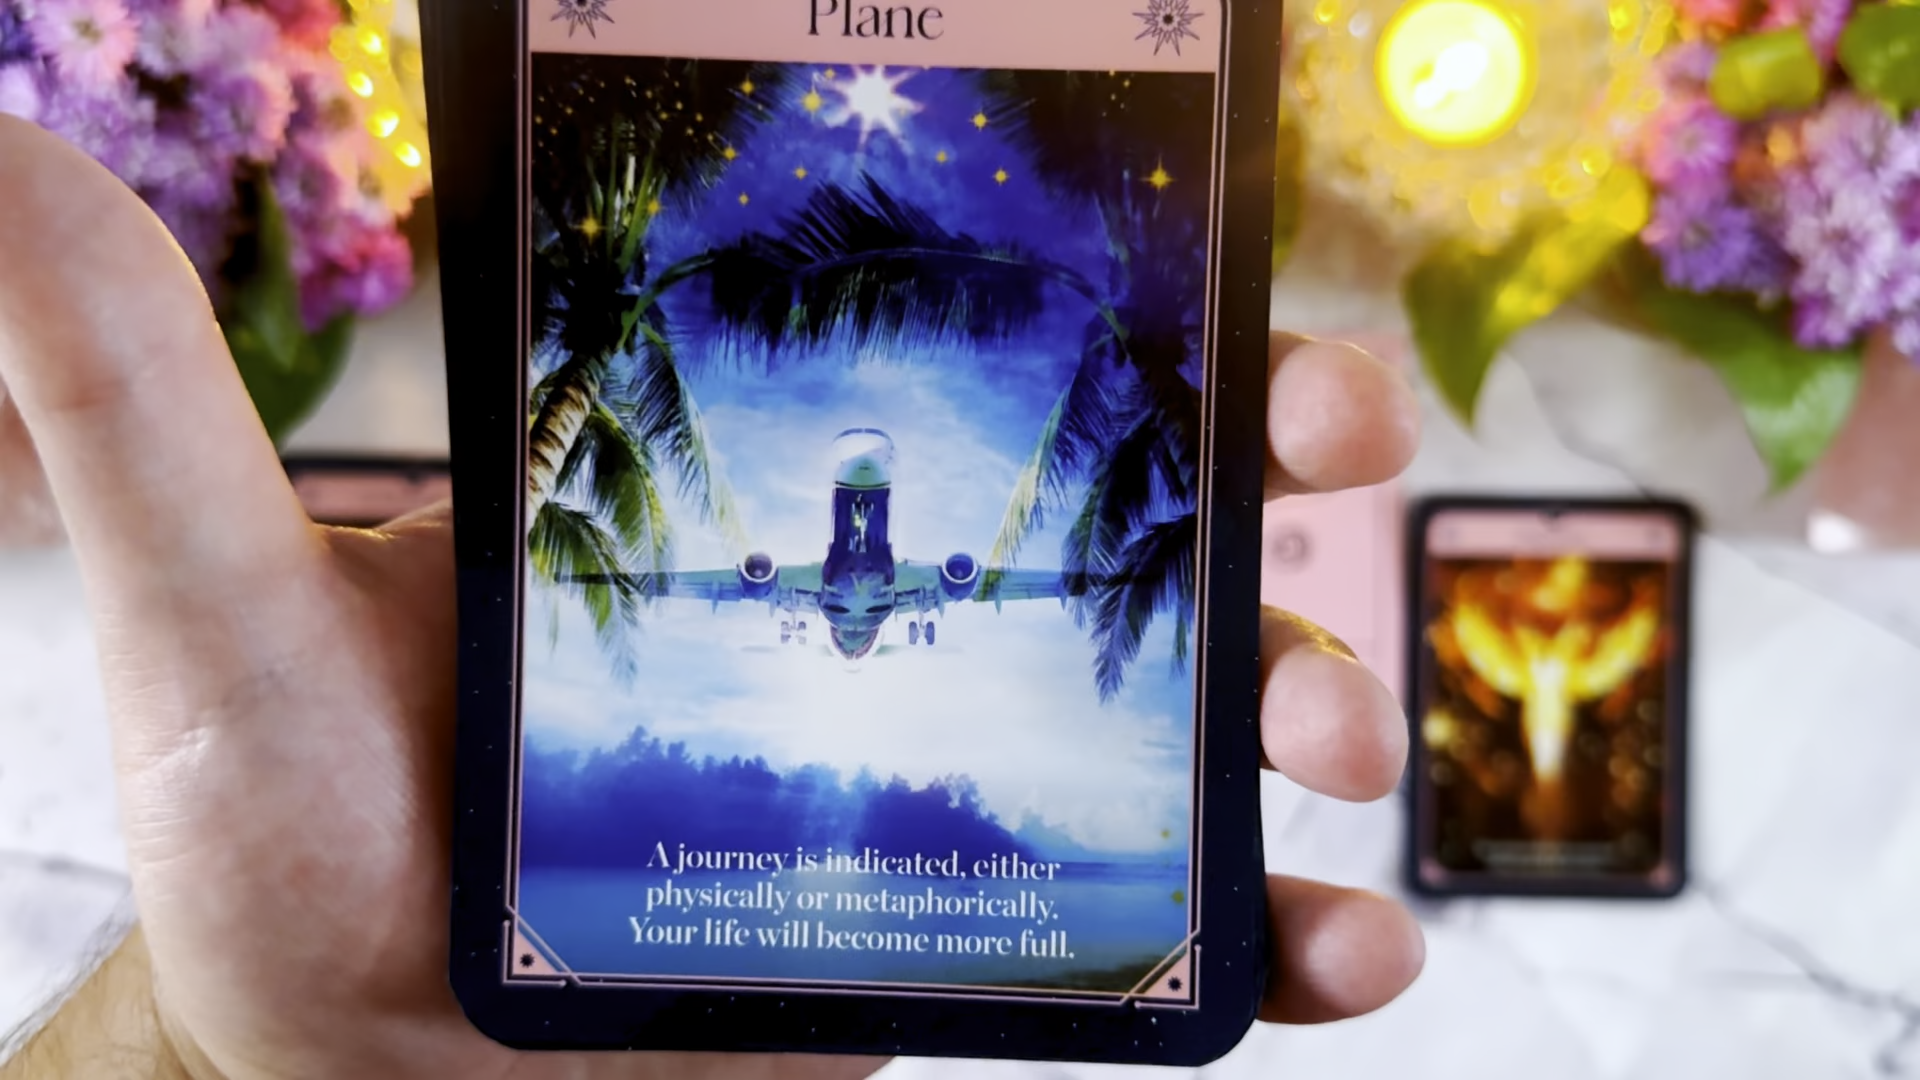 Plane
A journey is indicated, either
physically or metaphorically.
Your life will become more full.